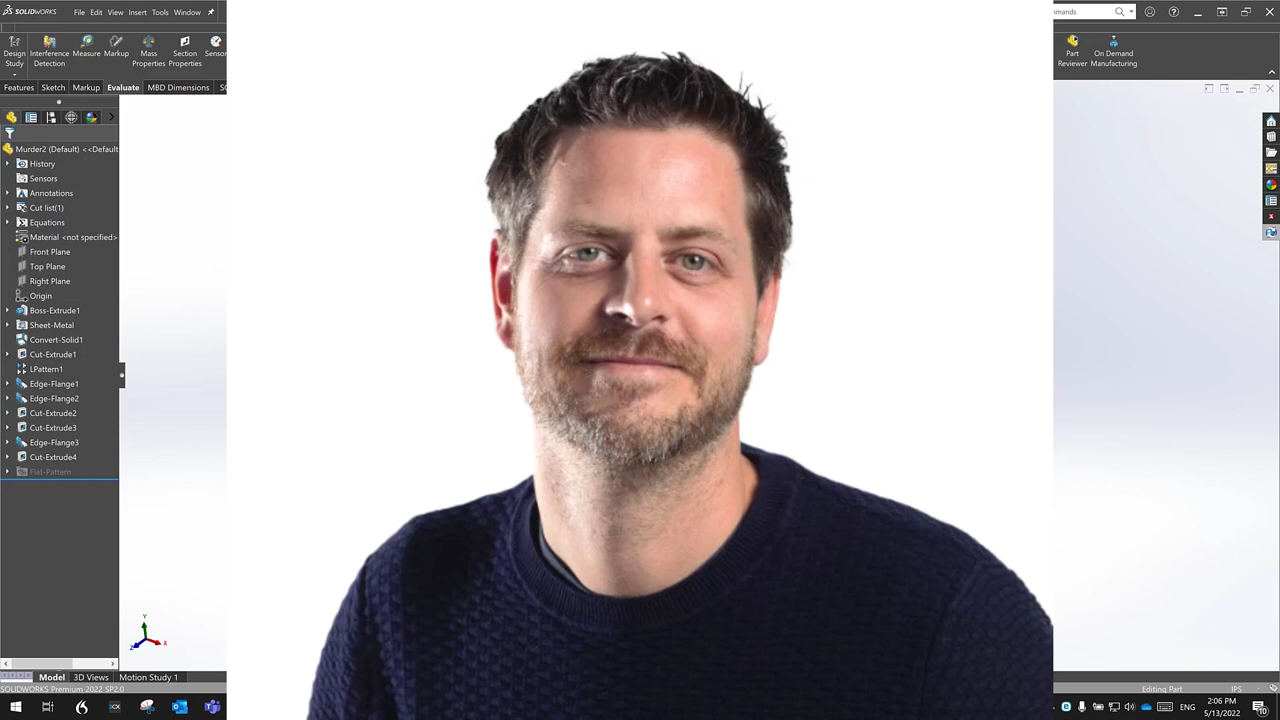 SOLIDWORKS File Edit View Insert Tools Window
mmands
Design Study
Interference Detection
Measure
Markup
Mass Properties
Section Properties
Sensor
Part Reviewer
On Demand Manufacturing
Features Sketch Markup Evaluate MBD Dimensions SO
Murder2 (Default) <<Default
History
Sensors
Annotations
Cut list(1)
Equations
Material <not specified>
Front Plane
Top Plane
Right Plane
Origin
Boss-Extrude1
Sheet-Metal
Convert-Solid1
Cut-Extrude1
LPattern1
Edge-Flange1
Edge-Flange2
Cut-Extrude2
Cut-Extrude3
Edge-Flange3
Cut-Extrude4
Flat-Pattern
Y
X
Z
Model 3D Views Motion Study 1
SOLIDWORKS Premium 2022 SP2.0
Editing Part IPS
2:06 PM
5/13/2022